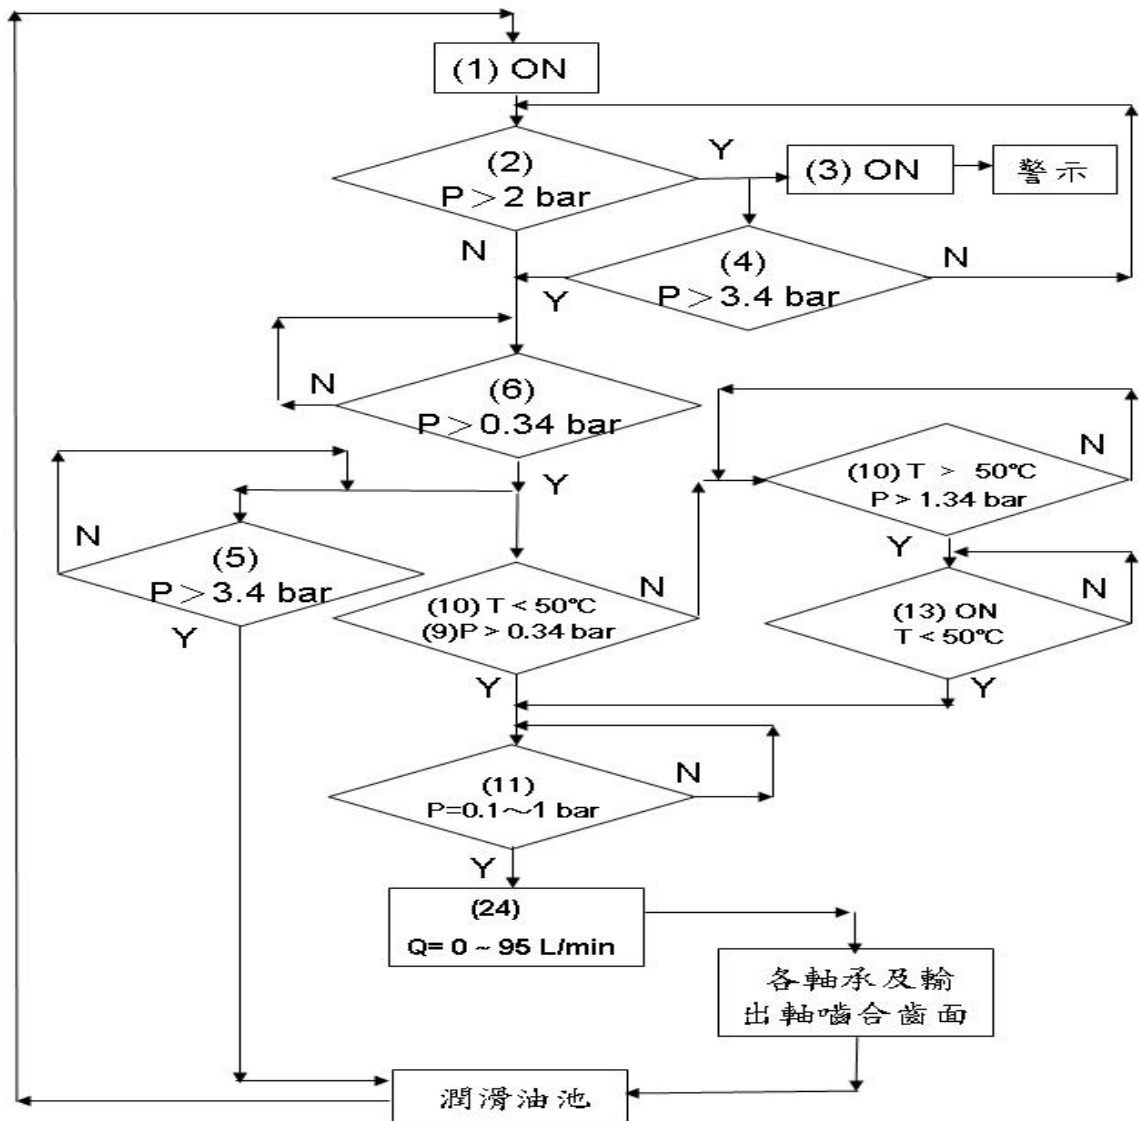 (1) ON
(2)
P＞2 bar
Y
(3) ON
警示
N
(4)
P＞3.4 bar
N
Y
(6)
P＞0.34 bar
N
Y
(10) T ＞ 50℃
P > 1.34 bar
N
Y
(5)
P＞3.4 bar
N
Y
(10) T < 50℃
(9)P > 0.34 bar
N
Y
(13) ON
T < 50℃
N
Y
(11)
P=0.1～1 bar
N
Y
(24)
Q= 0 ~ 95 L/min
各軸承及輸
出軸嚙合齒面
潤滑油池